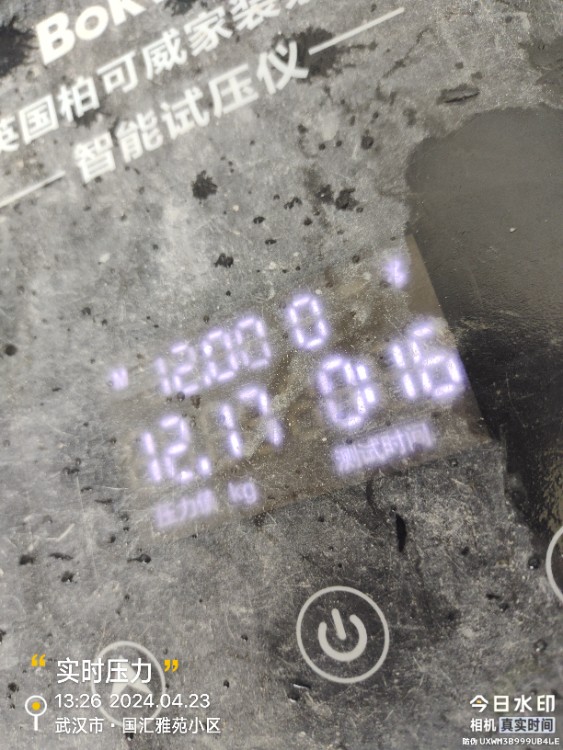 英国柏可威家装
智能试压仪
12.00 0
12.17 0:16
压力值 kg 测试时间
“实时压力”
13:26 2024.04.23
武汉市·国汇雅苑小区
今日水印
相机 真实时间
防伪 UXWM3B999UB4LE